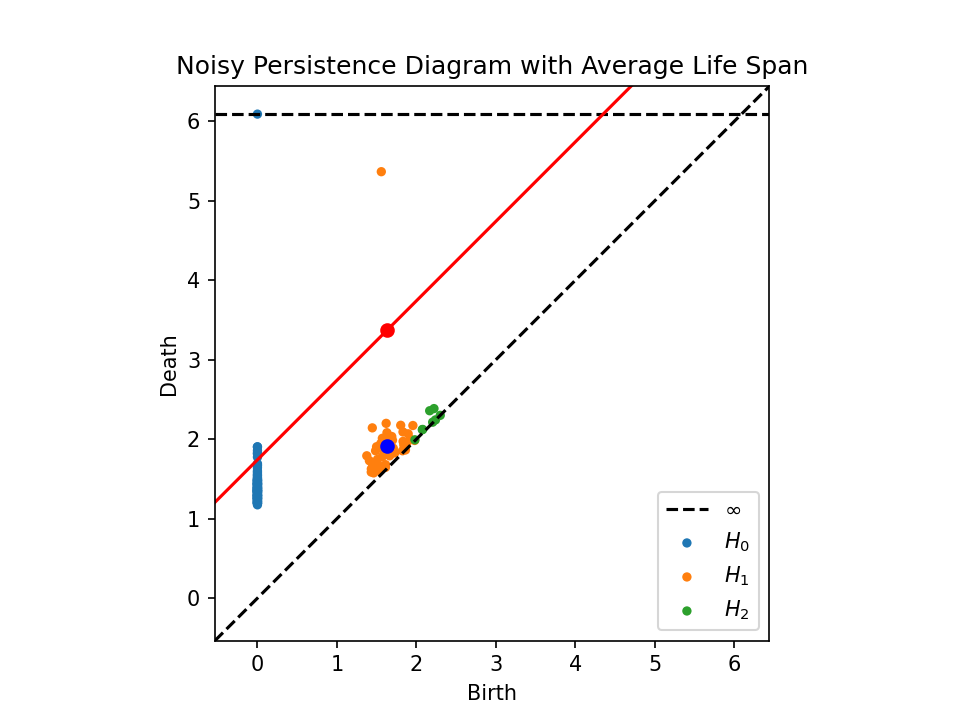 Noisy Persistence Diagram with Average Life Span
Death
6
5
4
3
2
1
0
∞
H₀
H₁
H₂
0 1 2 3 4 5 6
Birth